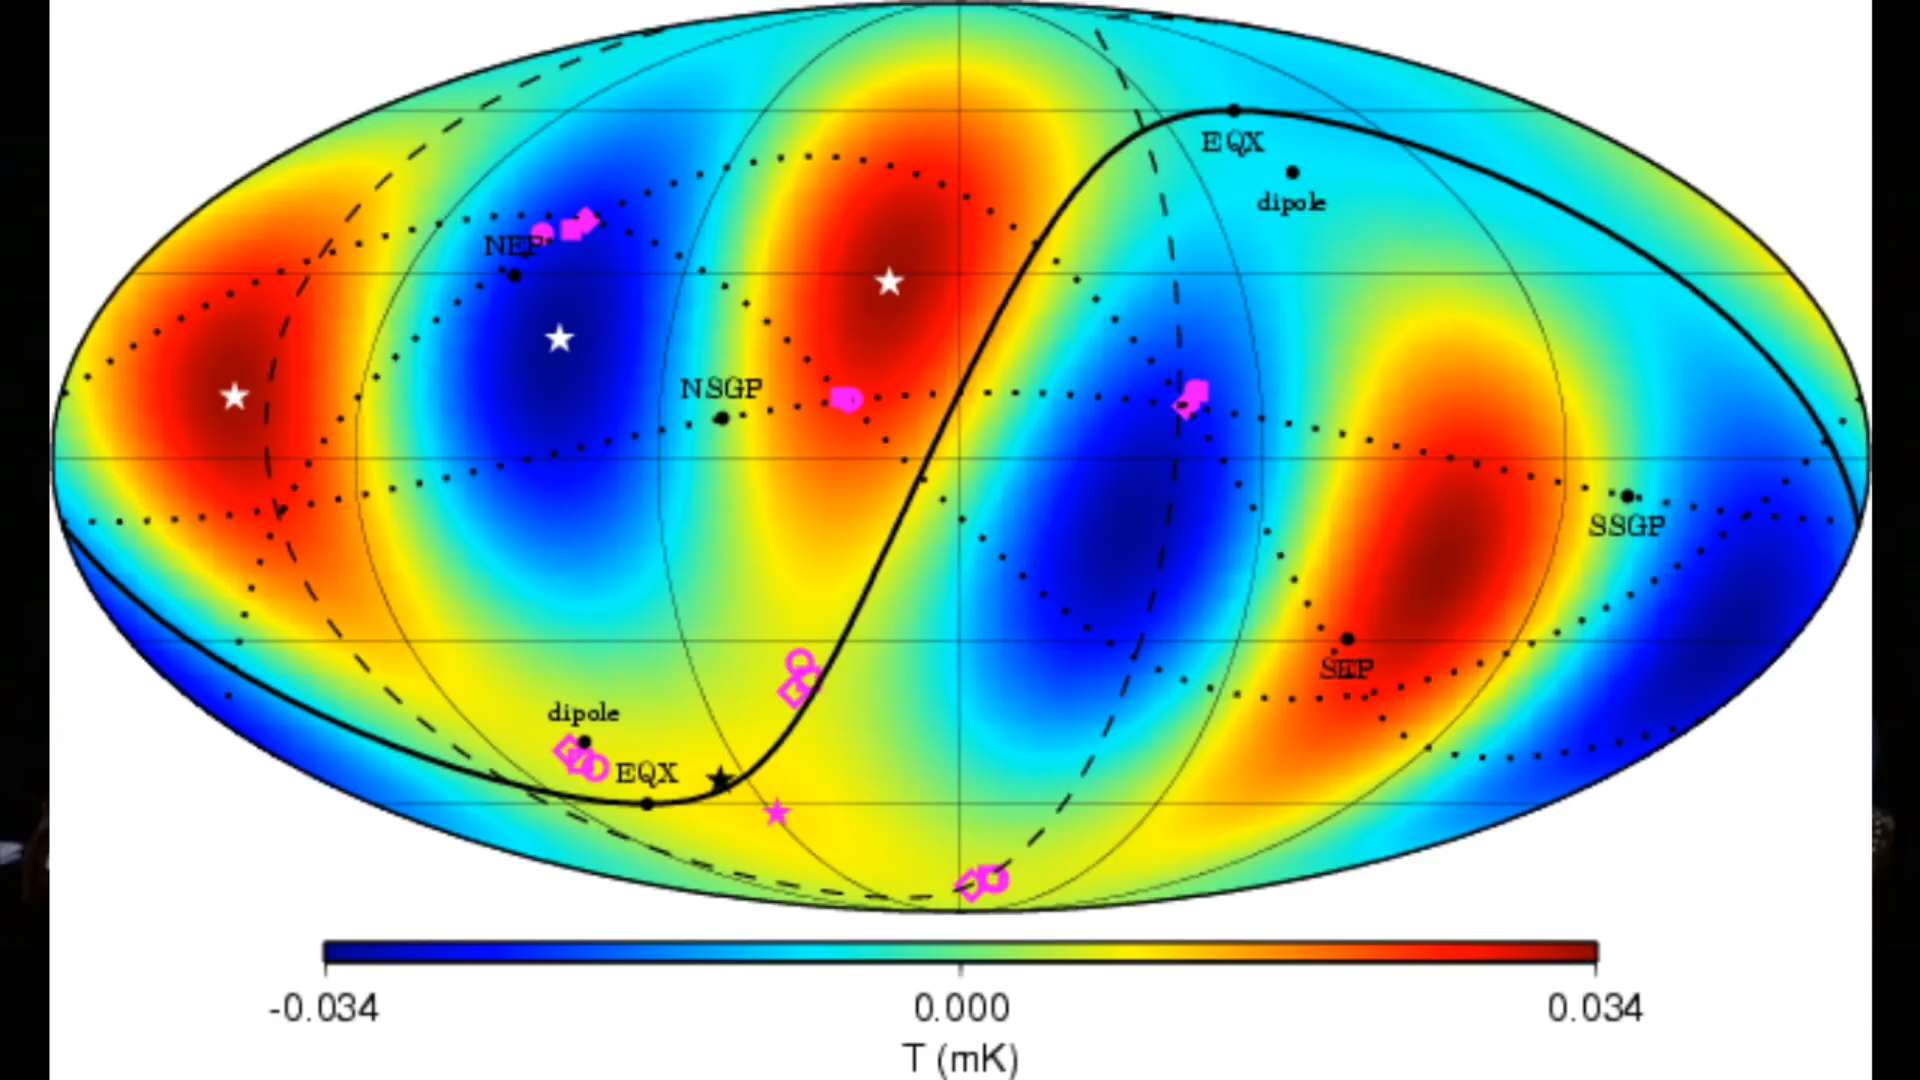 EQX
dipole
NEP
NSGP
SSGP
SEP
dipole
EQX
-0.034 0.000 0.034
T (mK)